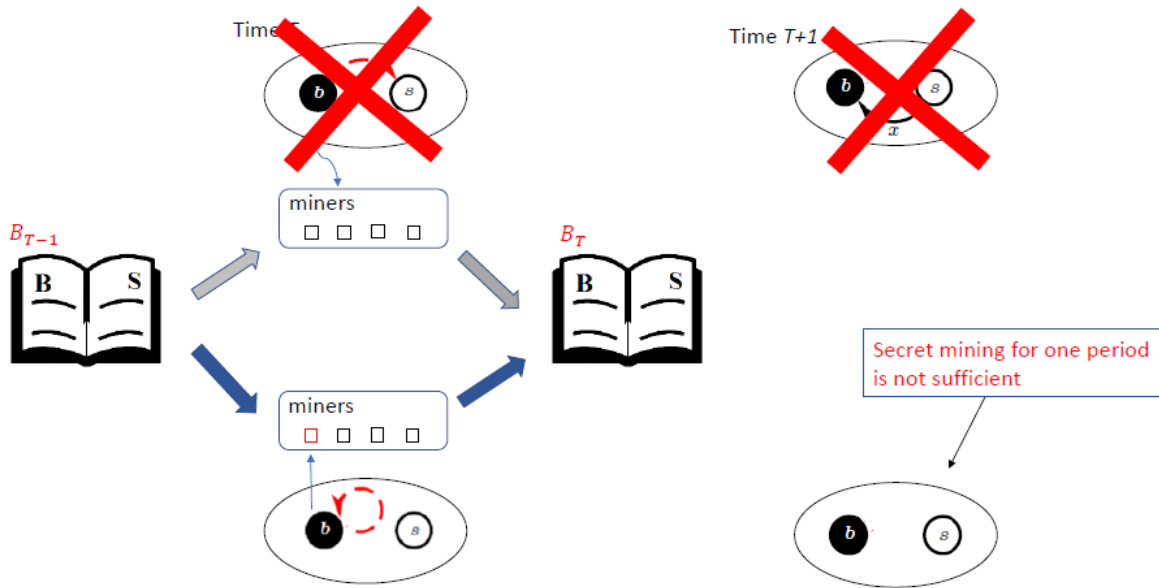 Time T
Time T+1
b s
b s
x
miners
B_{T−1}
B_T
B S
B S
Secret mining for one period
is not sufficient
miners
b s
b s